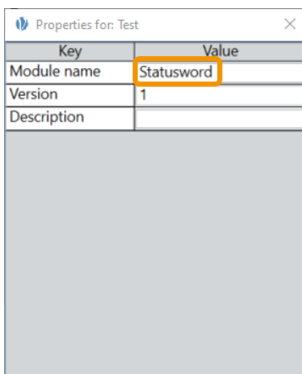 Properties for: Test
Key Value
Module name Statusword
Version 1
Description